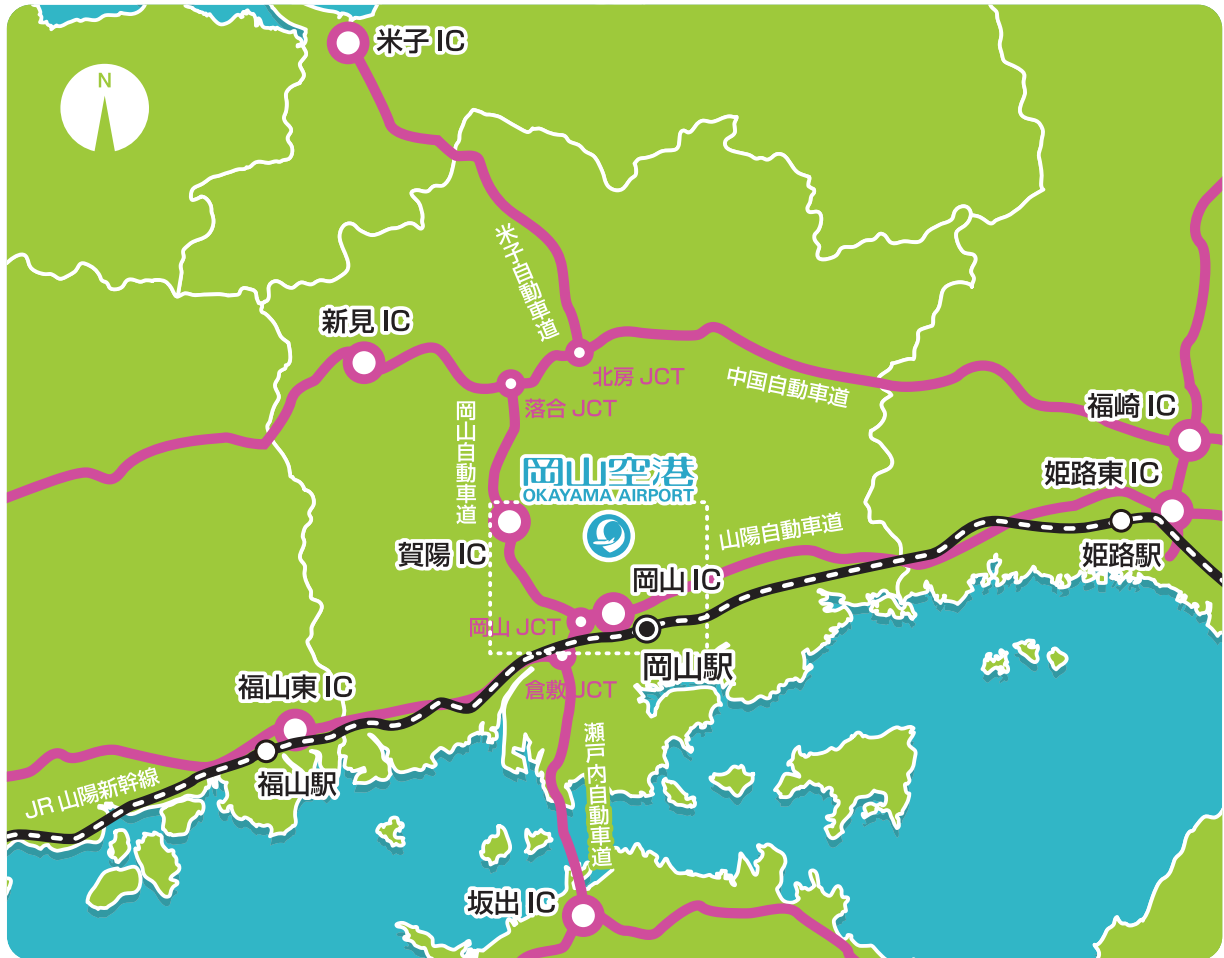 米子 IC
N
米子自動車道
新見 IC
北房 JCT
中国自動車道
落合 JCT
福崎 IC
岡山自動車道
岡山空港
OKAYAMA AIRPORT
姫路東 IC
山陽自動車道
賀陽 IC
姫路駅
岡山 IC
岡山 JCT
岡山駅
福山東 IC
倉敷 JCT
瀬戸内自動車道
福山駅
JR 山陽新幹線
坂出 IC